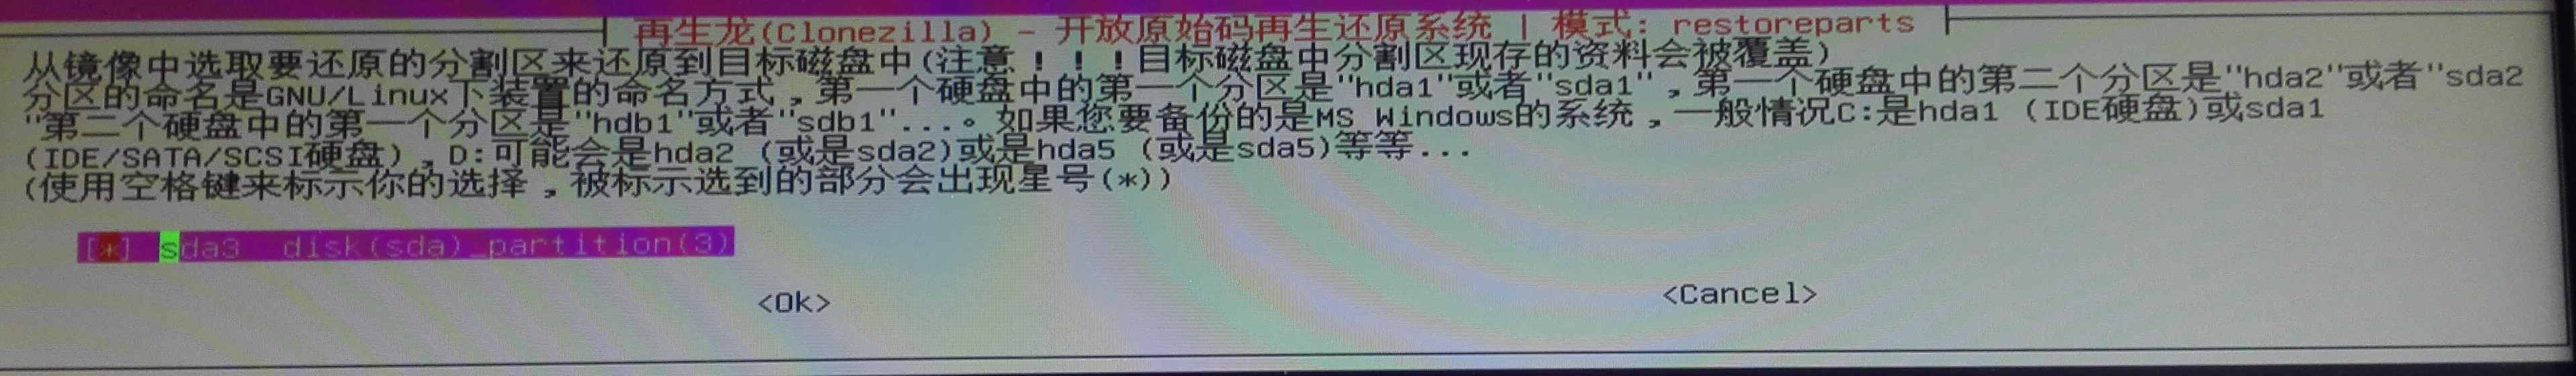 再生龙(Clonezilla) - 开放原始码再生还原系统 | 模式: restoreparts
从镜像中选取要还原的分割区来还原到目标磁盘中(注意！！！目标磁盘中分割区现存的资料会被覆盖)
分区的命名是GNU/Linux下装置的命名方式，第一个硬盘中的第一个分区是"hda1"或者"sda1"，第一个硬盘中的第二个分区是"hda2"或者"sda2
"第二个硬盘中的第一个分区是"hdb1"或者"sdb1"...。如果您要备份的是MS Windows的系统，一般情况C:是hda1 (IDE硬盘)或sda1
(IDE/SATA/SCSI硬盘)，D:可能会是hda2 (或是sda2)或是hda5 (或是sda5)等等...
(使用空格键来标示你的选择，被标示选到的部分会出现星号(*))
[*] sda3  disk(sda)_partition(3)
<Ok> <Cancel>